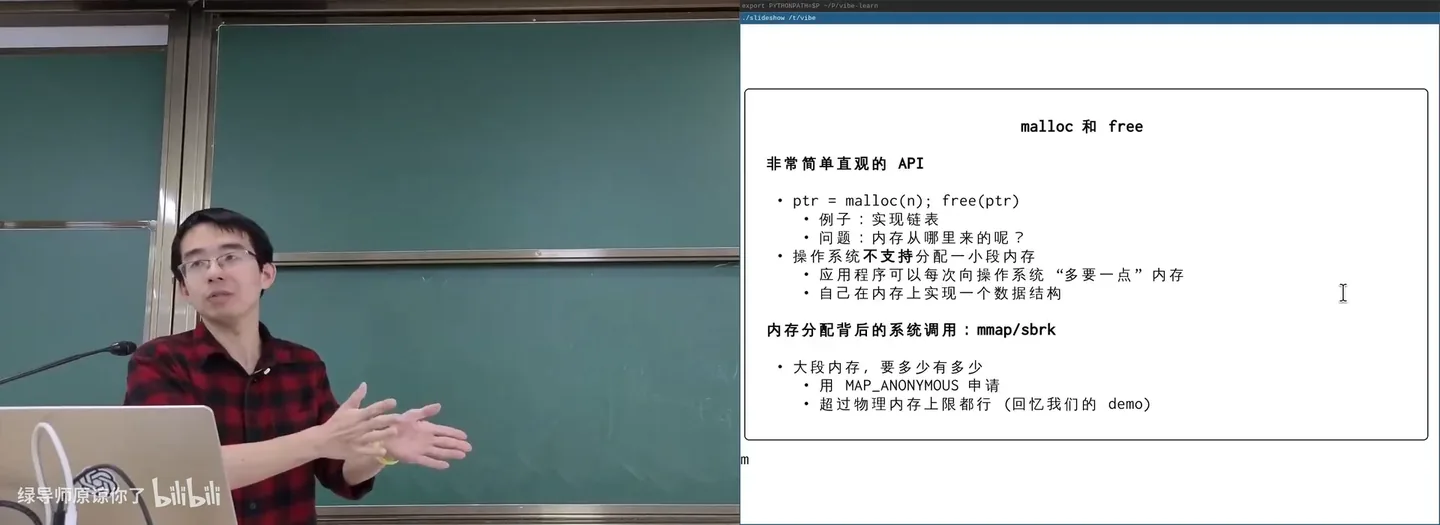 绿导师原谅你了 bilibili
export PYTHONPATH=$P ~/P/vibe-learn
./slideshow /t/vibe
malloc 和 free
非常简单直观的 API
• ptr = malloc(n); free(ptr)
• 例子：实现链表
• 问题：内存从哪里来的呢？
• 操作系统不支持分配一小段内存
• 应用程序可以每次向操作系统 “多要一点” 内存
• 自己在内存上实现一个数据结构
内存分配背后的系统调用：mmap/sbrk
• 大段内存, 要多少有多少
• 用 MAP_ANONYMOUS 申请
• 超过物理内存上限都行 (回忆我们的 demo)
m